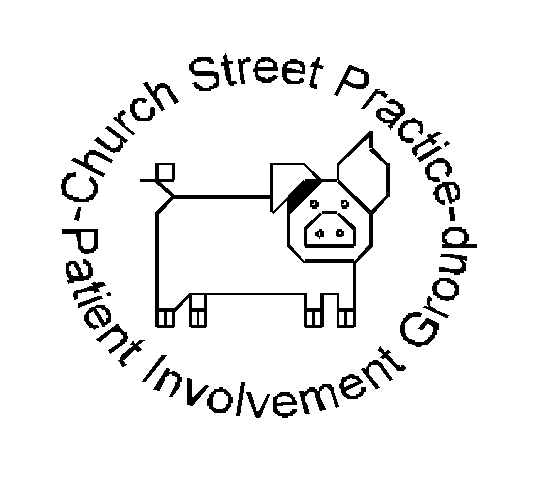 -Church Street Practice-
Patient Involvement Group